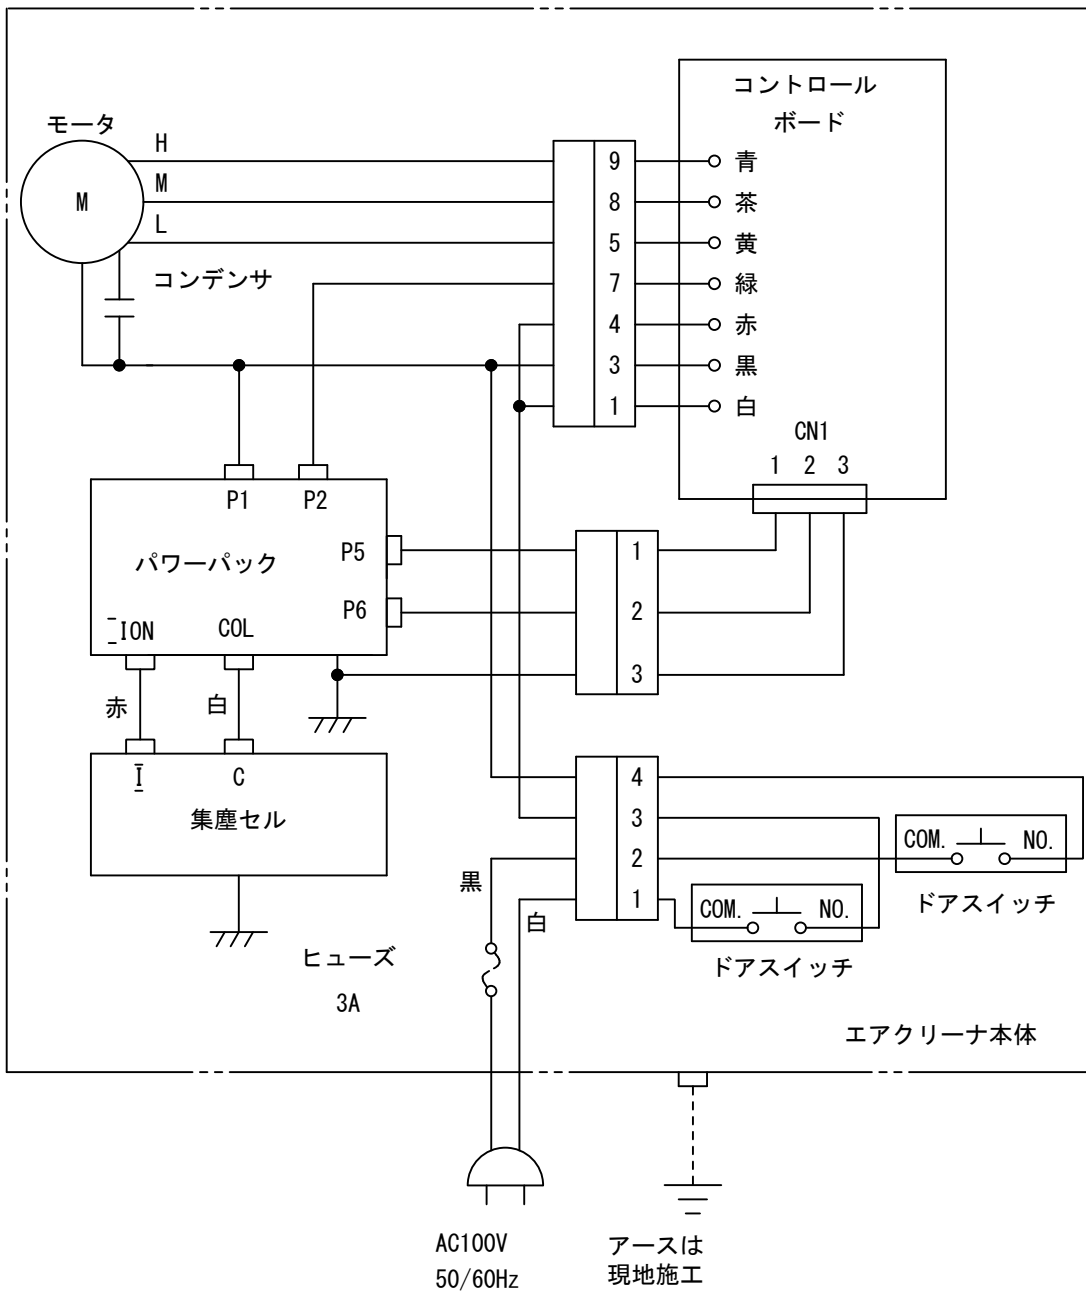 コントロール
ボード
モータ
M
H
M
L
コンデンサ
9 青
8 茶
5 黄
7 緑
4 赤
3 黒
1 白
CN1
1 2 3
P1 P2
パワーパック
P5
P6
ION COL
1
2
3
赤 白
I C
集塵セル
4
3
2
1
COM. NO.
ドアスイッチ
COM. NO.
ドアスイッチ
黒
白
ヒューズ
3A
エアクリーナ本体
AC100V
50/60Hz
アースは
現地施工